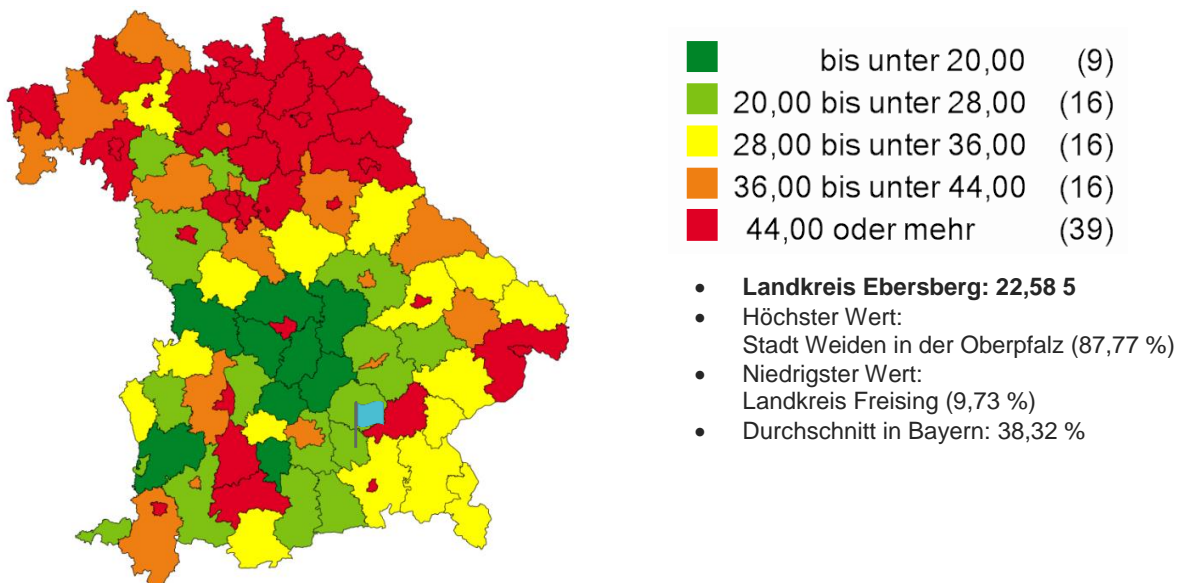 bis unter 20,00 (9)
20,00 bis unter 28,00 (16)
28,00 bis unter 36,00 (16)
36,00 bis unter 44,00 (16)
44,00 oder mehr (39)
• Landkreis Ebersberg: 22,58 5
• Höchster Wert:
Stadt Weiden in der Oberpfalz (87,77 %)
• Niedrigster Wert:
Landkreis Freising (9,73 %)
• Durchschnitt in Bayern: 38,32 %